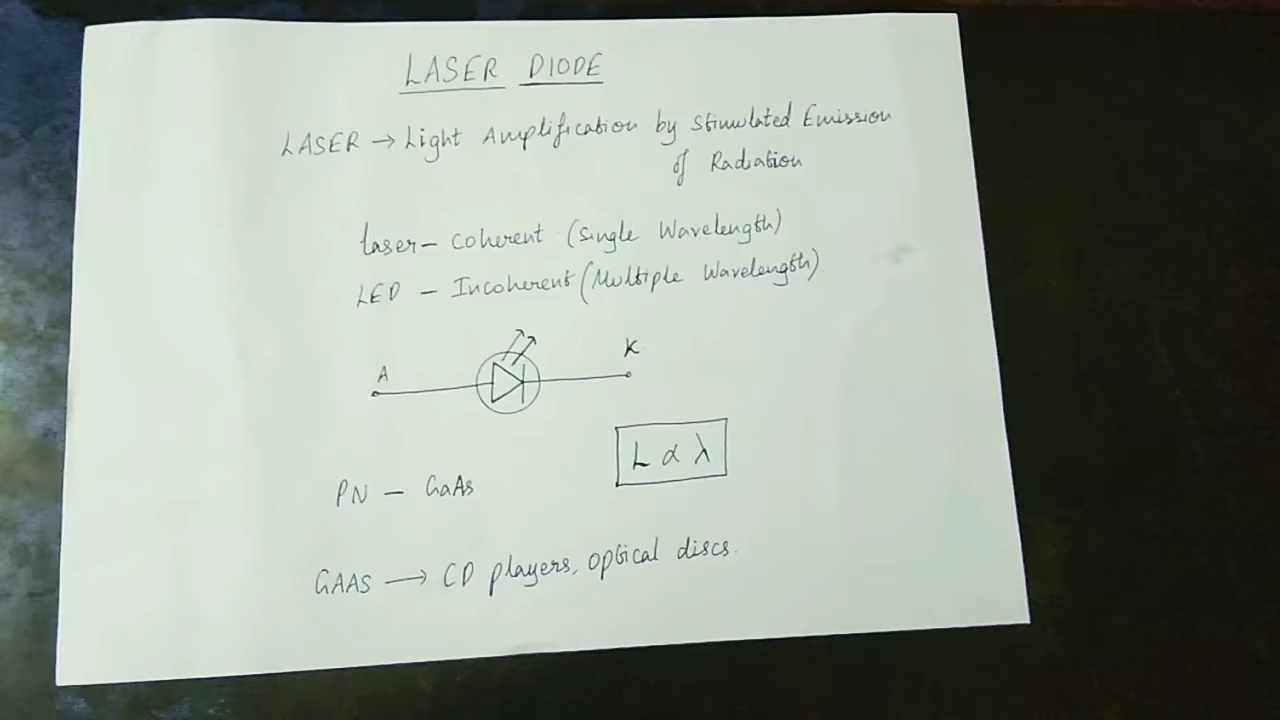 LASER DIODE
LASER → Light Amplification by Stimulated Emission
of Radiation
Laser – Coherent (Single Wavelength)
LED – Incoherent (Multiple Wavelength)
A
K
L ∝ λ
PN – GaAs
GAAS → CD players, optical discs.